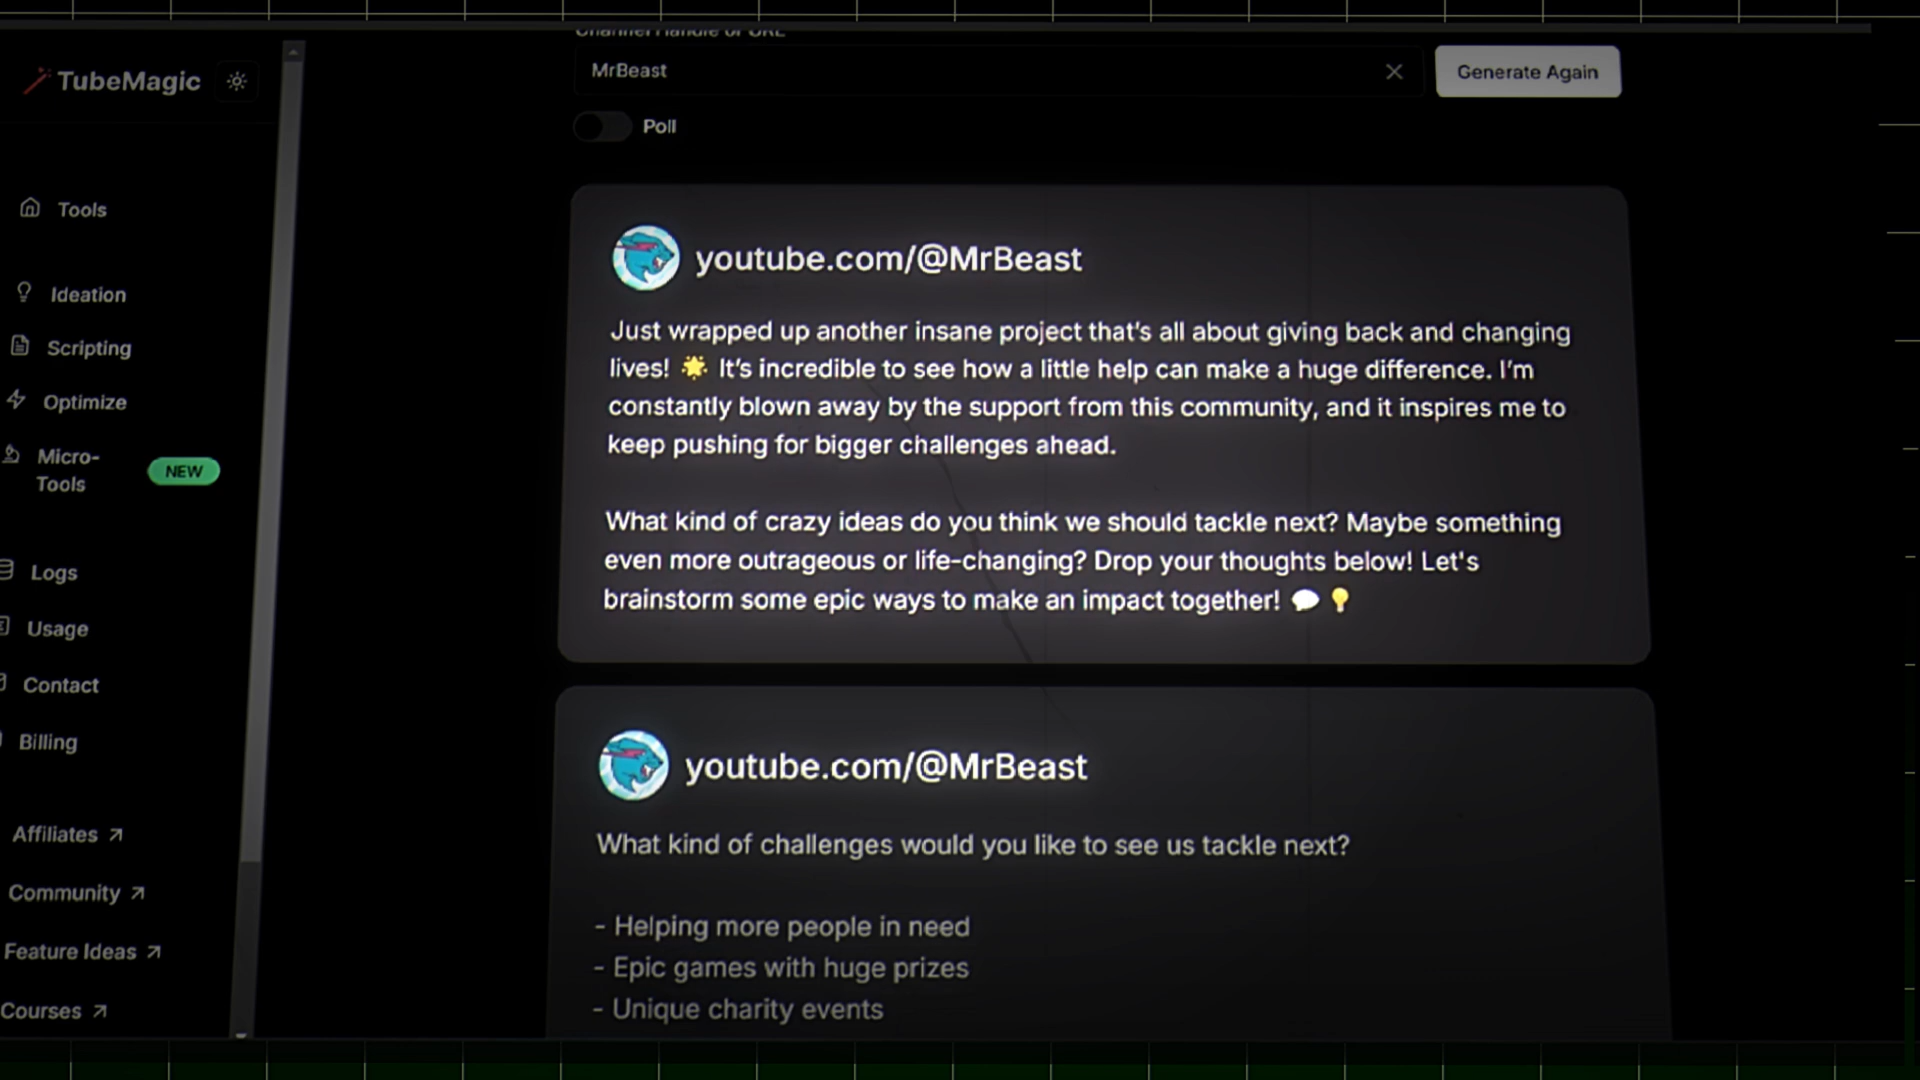 Channel Handle or URL
TubeMagic
MrBeast
Generate Again
Poll
Tools
Ideation
Scripting
Optimize
Micro-
Tools
NEW
Logs
Usage
Contact
Billing
Affiliates
Community
Feature Ideas
Courses
youtube.com/@MrBeast
Just wrapped up another insane project that's all about giving back and changing
lives! 🌟 It's incredible to see how a little help can make a huge difference. I'm
constantly blown away by the support from this community, and it inspires me to
keep pushing for bigger challenges ahead.
What kind of crazy ideas do you think we should tackle next? Maybe something
even more outrageous or life-changing? Drop your thoughts below! Let's
brainstorm some epic ways to make an impact together! 💬 💡
youtube.com/@MrBeast
What kind of challenges would you like to see us tackle next?
- Helping more people in need
- Epic games with huge prizes
- Unique charity events